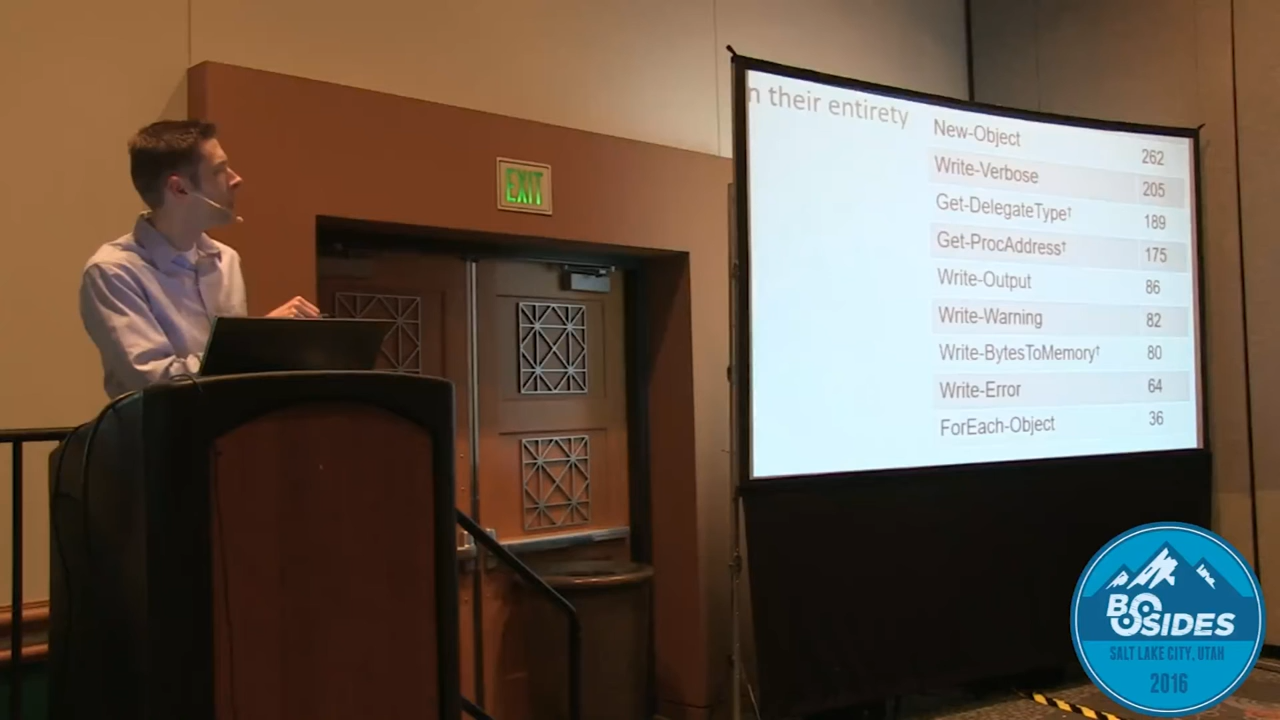 n their entirety
New-Object 262
Write-Verbose 205
Get-DelegateType† 189
Get-ProcAddress† 175
Write-Output 86
Write-Warning 82
Write-BytesToMemory† 80
Write-Error 64
ForEach-Object 36
EXIT
BSIDES
SALT LAKE CITY, UTAH
2016